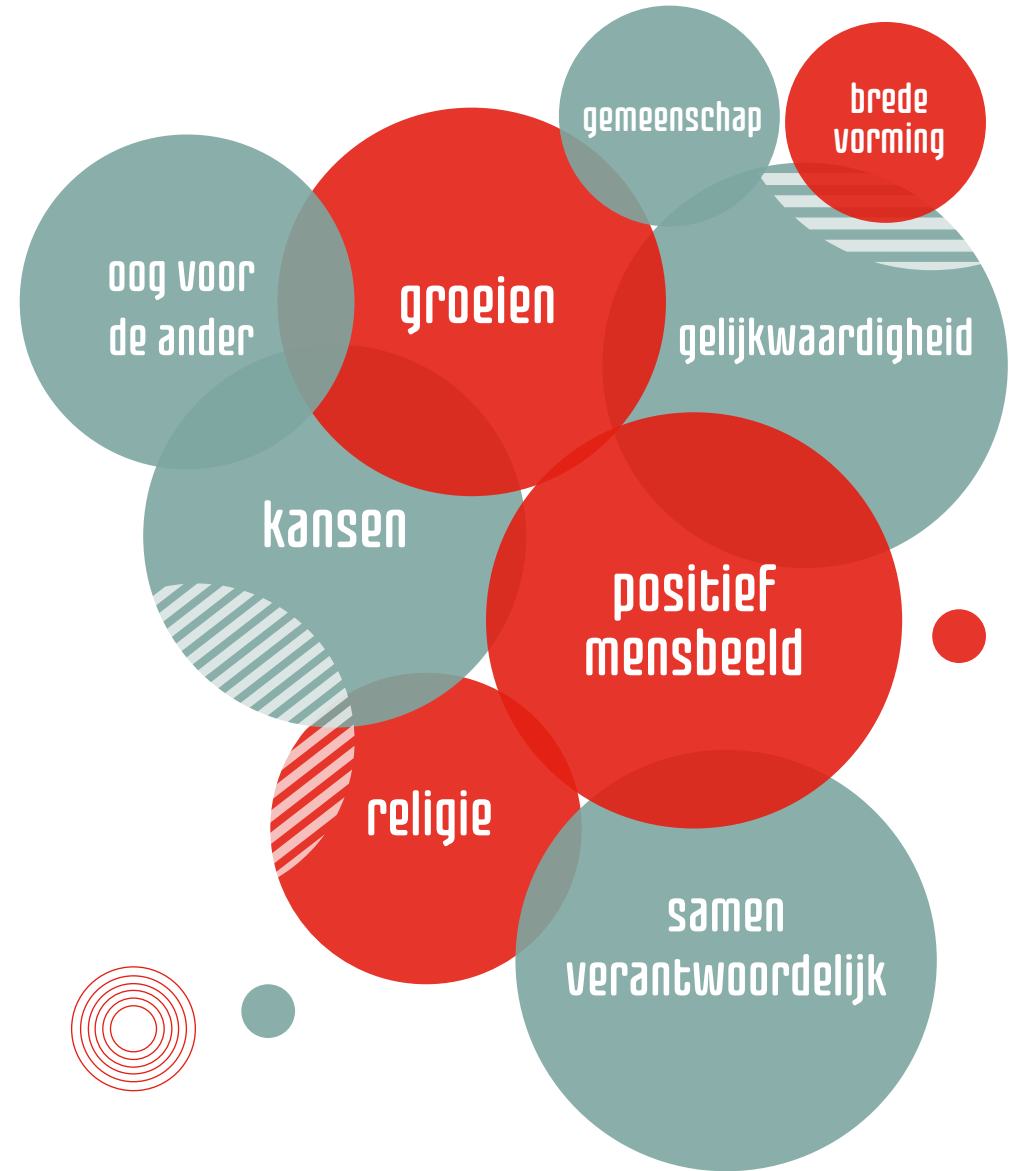 gemeenschap
brede
vorming
oog voor
de ander
groeien
gelijkwaardigheid
kansen
positief
mensbeeld
religie
samen
verantwoordelijk